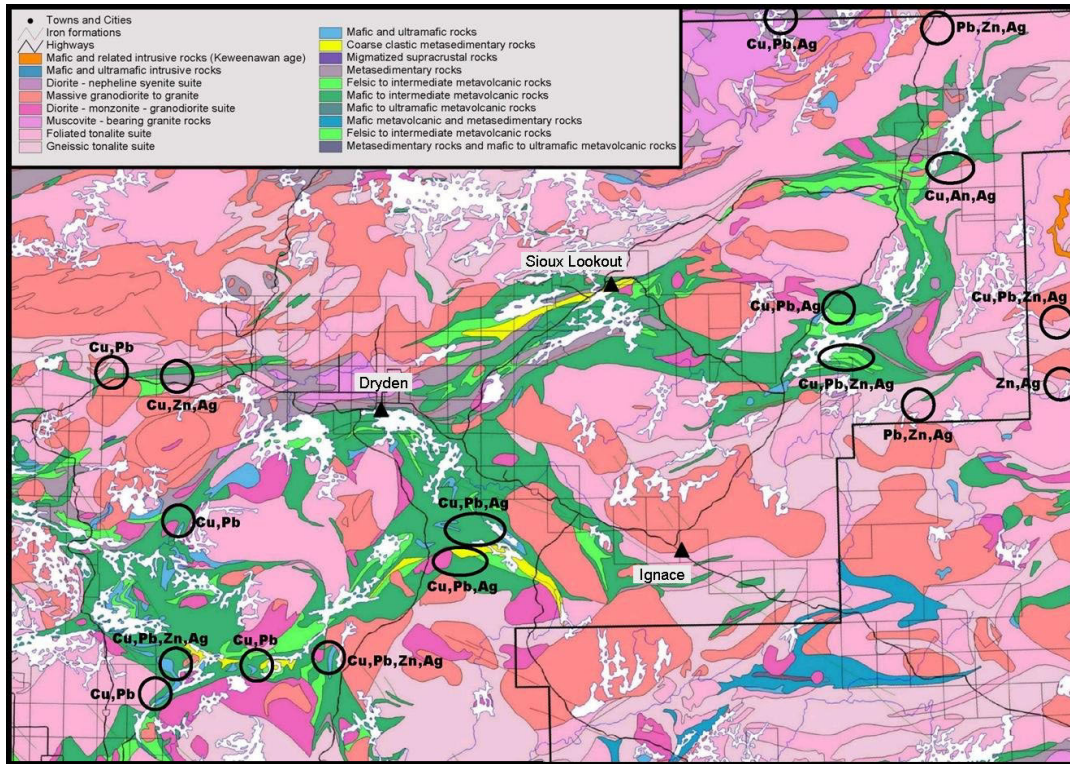 Towns and Cities
Iron formations
Highways
Mafic and related intrusive rocks (Keweenawan age)
Mafic and ultramafic intrusive rocks
Diorite - nepheline syenite suite
Massive granodiorite to granite
Diorite - monzonite - granodiorite suite
Muscovite - bearing granite rocks
Foliated tonalite suite
Gneissic tonalite suite
Mafic and ultramafic rocks
Coarse clastic metasedimentary rocks
Migmatized supracrustal rocks
Metasedimentary rocks
Felsic to intermediate metavolcanic rocks
Mafic to intermediate metavolcanic rocks
Mafic to ultramafic metavolcanic rocks
Mafic metavolcanic and metasedimentary rocks
Felsic to intermediate metavolcanic rocks
Metasedimentary rocks and mafic to ultramafic metavolcanic rocks
Cu,Pb,Ag
Pb,Zn,Ag
Cu,An,Ag
Sioux Lookout
Cu,Pb,Ag
Cu,Pb,Zn,Ag
Cu,Pb
Cu,Zn,Ag
Dryden
Cu,Pb,Zn,Ag
Zn,Ag
Pb,Zn,Ag
Cu,Pb,Ag
Cu,Pb
Cu,Pb,Ag
Ignace
Cu,Pb,Zn,Ag
Cu,Pb
Cu,Pb,Zn,Ag
Cu,Pb